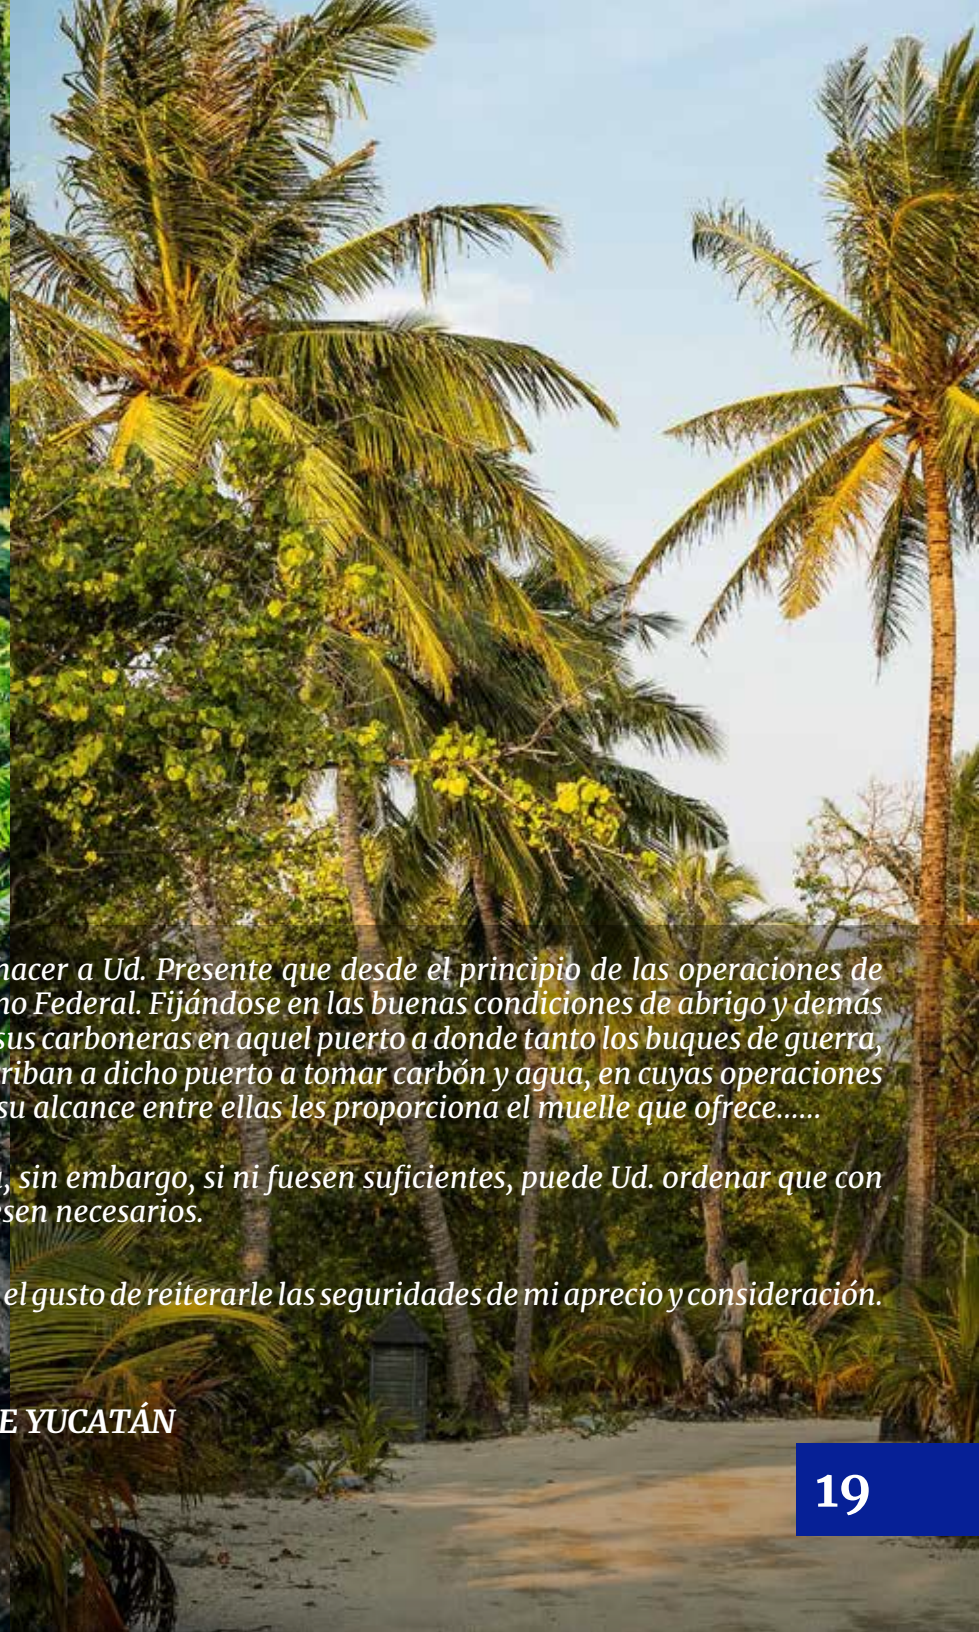 hacer a Ud. Presente que desde el principio de las operaciones de
no Federal. Fijándose en las buenas condiciones de abrigo y demás
sus carboneras en aquel puerto a donde tanto los buques de guerra,
riban a dicho puerto a tomar carbón y agua, en cuyas operaciones
su alcance entre ellas les proporciona el muelle que ofrece......
, sin embargo, si ni fuesen suficientes, puede Ud. ordenar que con
sen necesarios.
el gusto de reiterarle las seguridades de mi aprecio y consideración.
E YUCATÁN
19